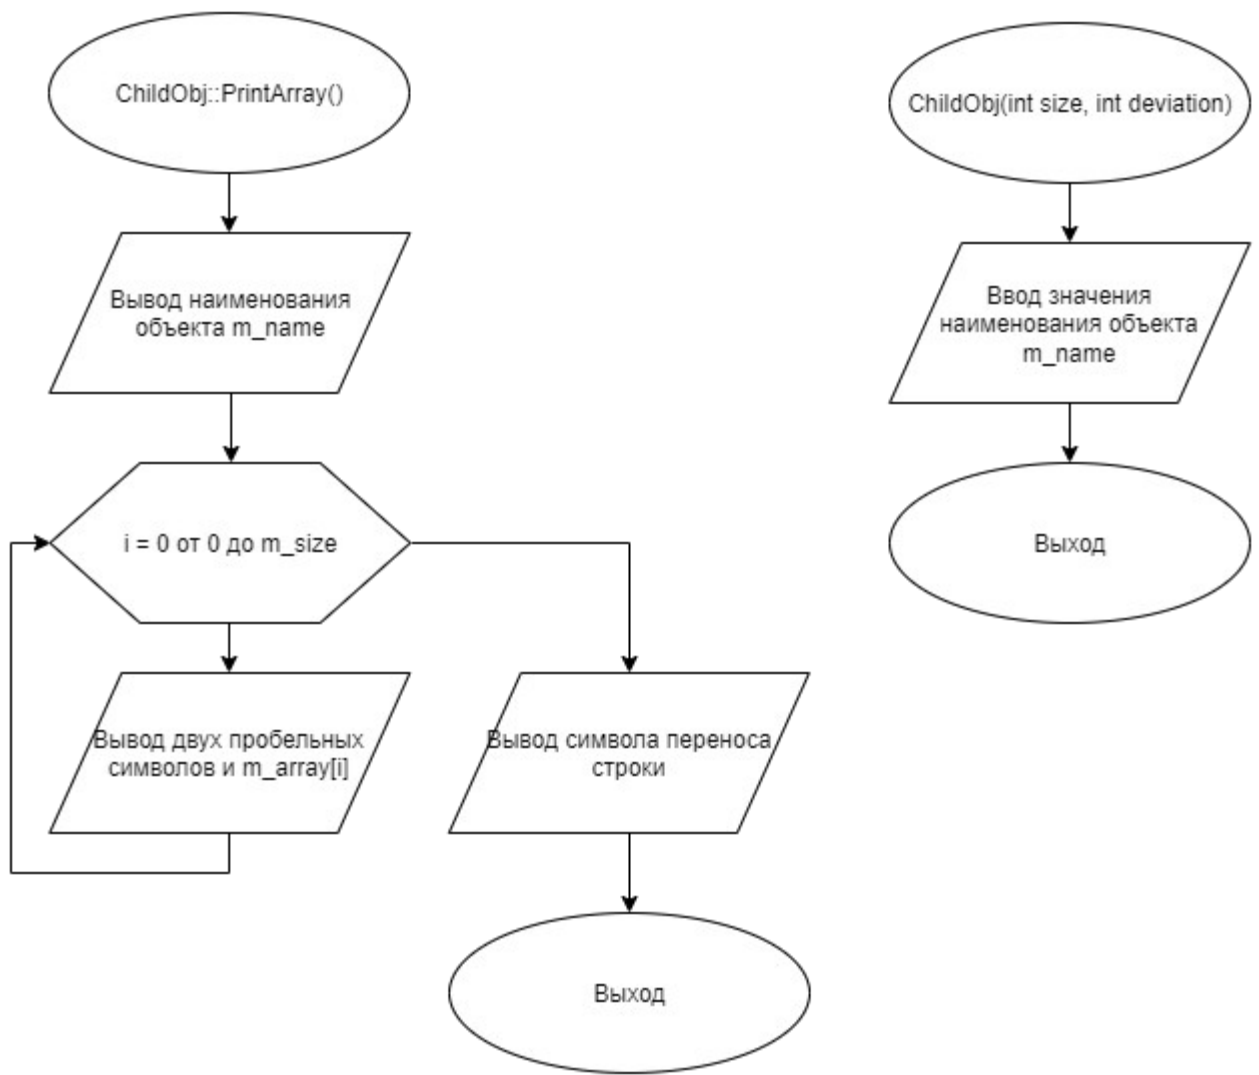 ChildObj::PrintArray()
Вывод наименования
объекта m_name
i = 0 от 0 до m_size
Вывод двух пробельных
символов и m_array[i]
Вывод символа переноса
строки
Выход
ChildObj(int size, int deviation)
Ввод значения
наименования объекта
m_name
Выход